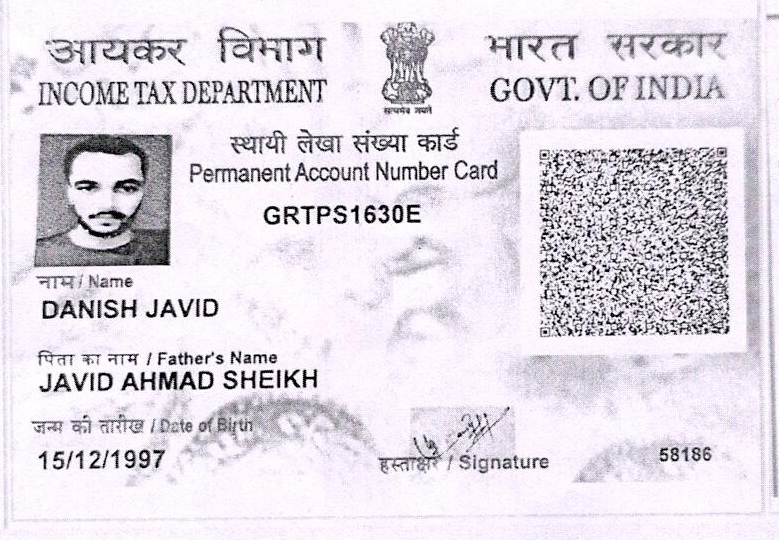 आयकर विभाग
INCOME TAX DEPARTMENT
सत्यमेव जयते
भारत सरकार
GOVT. OF INDIA
स्थायी लेखा संख्या कार्ड
Permanent Account Number Card
GRTPS1630E
नाम / Name
DANISH JAVID
पिता का नाम / Father's Name
JAVID AHMAD SHEIKH
जन्म की तारीख / Date of Birth
15/12/1997
हस्ताक्षर / Signature
58186